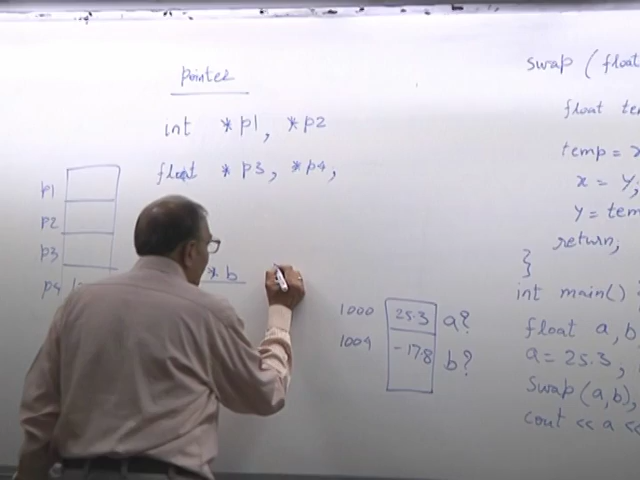 Pointer
int *p1, *p2
float *p3, *p4,
p1
p2
p3
p4
*b
1000 25.3 a?
1004 -17.8 b?
swap ( float
float te
temp =
x = y;
y = tem
return;
}
int main()
float a, b
a = 25.3,
Swap (a,b),
cout << a <<